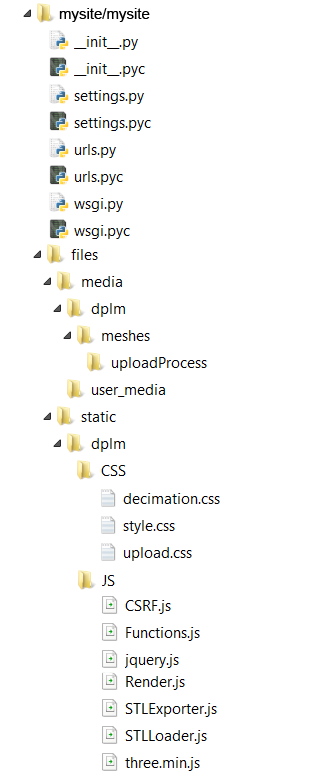 mysite/mysite
__init__.py
__init__.pyc
settings.py
settings.pyc
urls.py
urls.pyc
wsgi.py
wsgi.pyc
files
media
dplm
meshes
uploadProcess
user_media
static
dplm
CSS
decimation.css
style.css
upload.css
JS
CSRF.js
Functions.js
jquery.js
Render.js
STLExporter.js
STLLoader.js
three.min.js